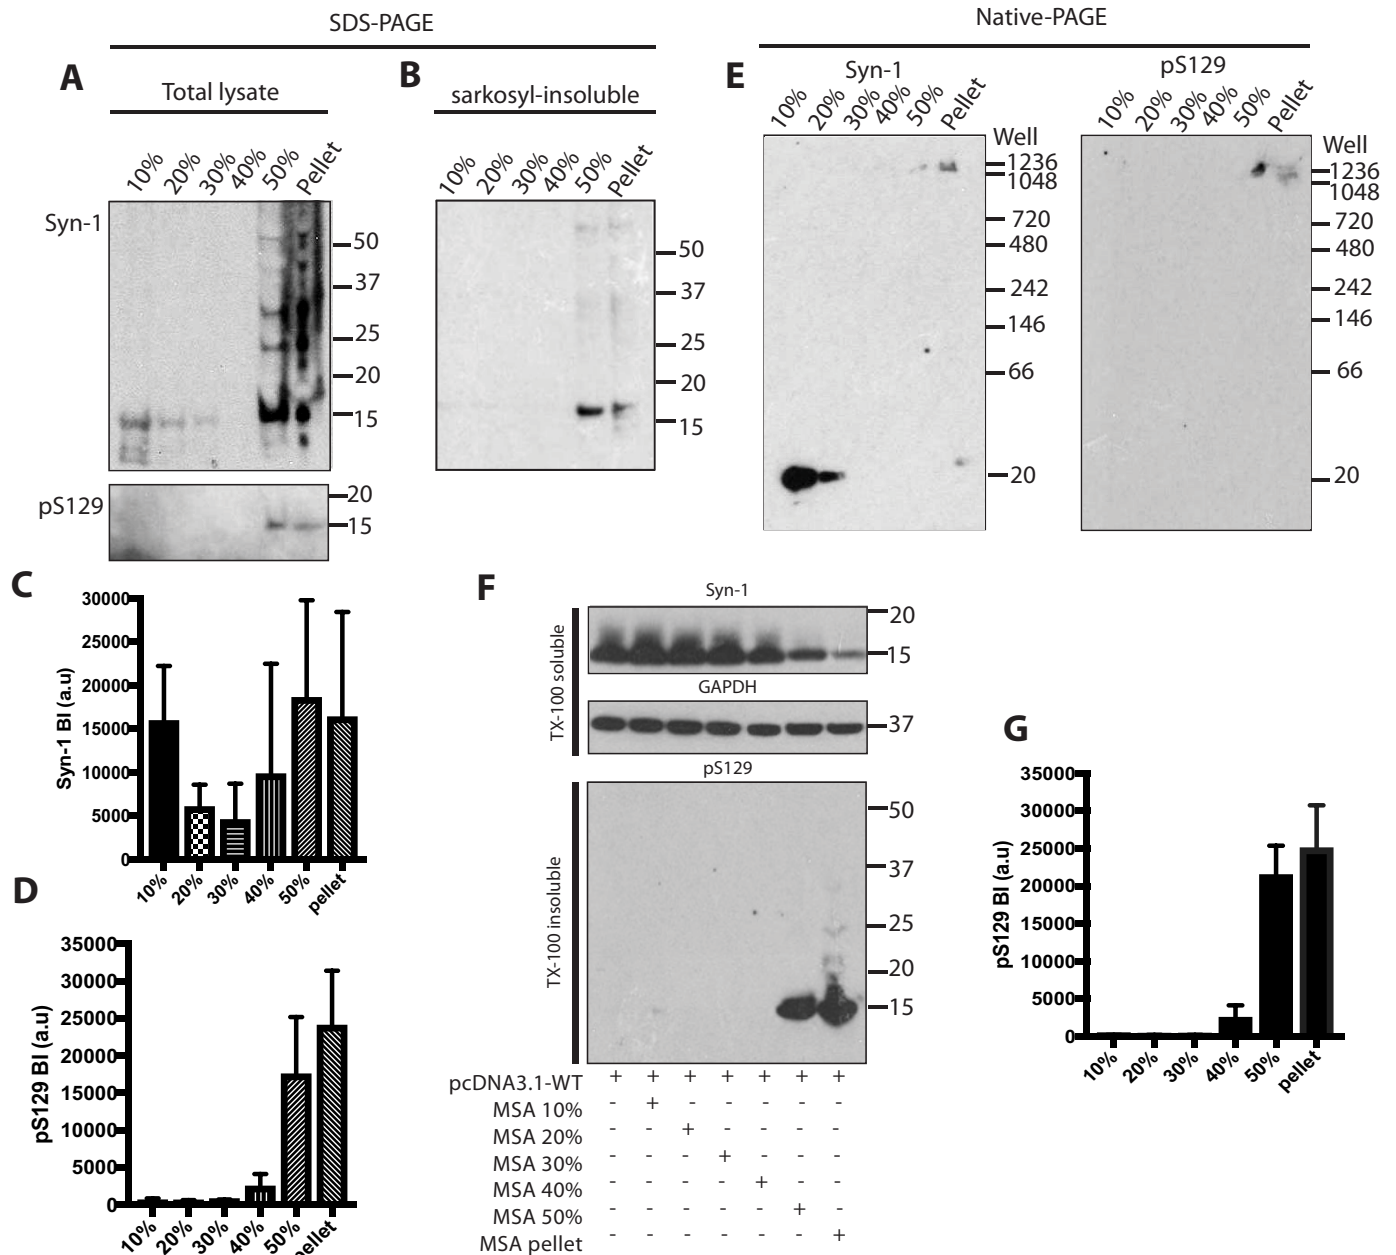 SDS-PAGE
Native-PAGE
A
Total lysate
10%
20%
30%
40%
50%
Pellet
Syn-1
50
37
25
20
15
pS129
20
15
B
sarkosyl-insoluble
10%
20%
30%
40%
50%
Pellet
50
37
25
20
15
E
Syn-1
10%
20%
30%
40%
50%
Pellet
Well
1236
1048
720
480
242
146
66
20
pS129
10%
20%
30%
40%
50%
Pellet
Well
1236
1048
720
480
242
146
66
20
C
Syn-1 BI (a.u)
30000
25000
20000
15000
10000
5000
0
10%
20%
30%
40%
50%
pellet
D
pS129 BI (a.u)
35000
30000
25000
20000
15000
10000
5000
0
10%
20%
30%
40%
50%
pellet
F
TX-100 soluble
Syn-1
20
15
GAPDH
37
TX-100 insoluble
pS129
50
37
25
20
15
pcDNA3.1-WT + + + + + + +
MSA 10% - + - - - - -
MSA 20% - - + - - - -
MSA 30% - - - + - - -
MSA 40% - - - - + - -
MSA 50% - - - - - + -
MSA pellet - - - - - - +
G
pS129 BI (a.u)
35000
30000
25000
20000
15000
10000
5000
0
10%
20%
30%
40%
50%
pellet